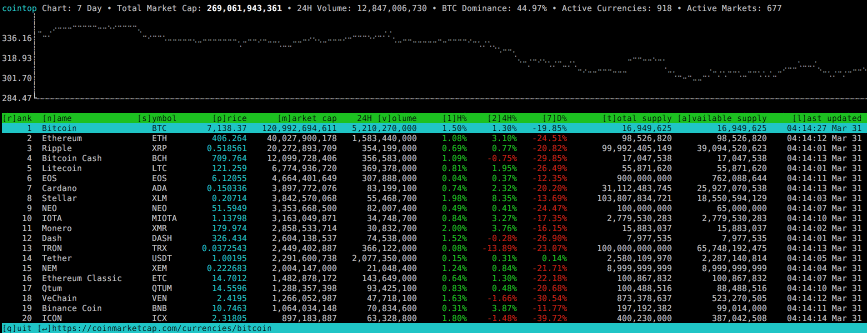 cointop Chart: 7 Day • Total Market Cap: 269,061,943,361 • 24H Volume: 12,847,006,730 • BTC Dominance: 44.97% • Active Currencies: 918 • Active Markets: 677
336.16
318.93
301.70
284.47
[r]ank [n]ame [s]ymbol [p]rice [m]arket cap 24H [v]olume [1]H% [2]4H% [7]D% [t]otal supply [a]vailable supply [l]ast updated
1 Bitcoin BTC 7,138.37 120,992,694,611 5,210,270,000 1.50% 1.30% -19.85% 16,949,625 16,949,625 04:14:27 Mar 31
2 Ethereum ETH 406.264 40,027,900,178 1,583,440,000 1.08% 3.10% -24.51% 98,526,820 98,526,820 04:14:12 Mar 31
3 Ripple XRP 0.518561 20,272,893,709 354,199,000 0.69% 0.77% -20.82% 99,992,405,149 39,094,520,623 04:14:01 Mar 31
4 Bitcoin Cash BCH 709.764 12,099,728,406 356,583,000 1.09% -0.75% -29.85% 17,047,538 17,047,538 04:14:13 Mar 31
5 Litecoin LTC 121.259 6,774,936,720 369,378,000 0.81% 1.95% -26.49% 55,871,620 55,871,620 04:14:01 Mar 31
6 EOS EOS 6.12055 4,664,401,649 307,888,000 0.04% 0.37% -12.35% 900,000,000 762,088,644 04:14:11 Mar 31
7 Cardano ADA 0.150336 3,897,772,076 83,199,100 0.74% 2.32% -20.20% 31,112,483,745 25,927,070,538 04:14:13 Mar 31
8 Stellar XLM 0.20714 3,842,570,068 55,468,700 1.98% 8.35% -13.60% 103,807,834,721 18,550,594,129 04:14:03 Mar 31
9 NEO NEO 51.5949 3,353,668,500 82,007,400 0.49% 0.41% -24.47% 100,000,000 65,000,000 04:14:07 Mar 31
10 IOTA MIOTA 1.13798 3,163,049,871 34,748,700 0.84% 3.27% -17.35% 2,779,530,283 2,779,530,283 04:14:10 Mar 31
11 Monero XMR 179.974 2,858,533,714 30,832,700 2.00% 3.76% -16.15% 15,883,037 15,883,037 04:14:02 Mar 31
12 Dash DASH 326.434 2,604,138,537 74,538,000 1.52% -0.28% -26.90% 7,977,535 7,977,535 04:14:01 Mar 31
13 TRON TRX 0.0372543 2,449,402,167 366,122,000 0.08% -13.89% -23.07% 100,000,000,000 65,748,192,475 04:14:13 Mar 31
14 Tether USDT 1.00195 2,291,600,738 2,077,350,000 0.15% 0.31% 0.14% 2,580,109,970 2,287,140,814 04:14:05 Mar 31
15 NEM XEM 0.222683 2,004,147,000 21,048,400 1.24% 0.84% -21.71% 8,999,999,999 8,999,999,999 04:14:04 Mar 31
16 Ethereum Classic ETC 14.7012 1,482,878,172 143,649,000 0.64% 1.30% -22.18% 100,867,832 100,867,832 04:14:07 Mar 31
17 Qtum QTUM 14.5596 1,288,357,398 93,425,100 0.83% 0.48% -20.68% 100,488,516 88,488,516 04:14:10 Mar 31
18 VeChain VEN 2.4195 1,266,052,987 47,718,100 1.63% -1.66% -30.54% 873,378,637 523,270,505 04:14:12 Mar 31
19 Binance Coin BNB 10.7463 1,064,034,148 70,834,600 0.31% 3.87% -11.77% 197,192,382 99,014,000 04:14:11 Mar 31
20 ICON ICX 2.31805 897,183,887 63,328,800 1.80% -1.48% -39.72% 400,230,000 387,042,508 04:14:14 Mar 31
[q]uit [↵]https://coinmarketcap.com/currencies/bitcoin